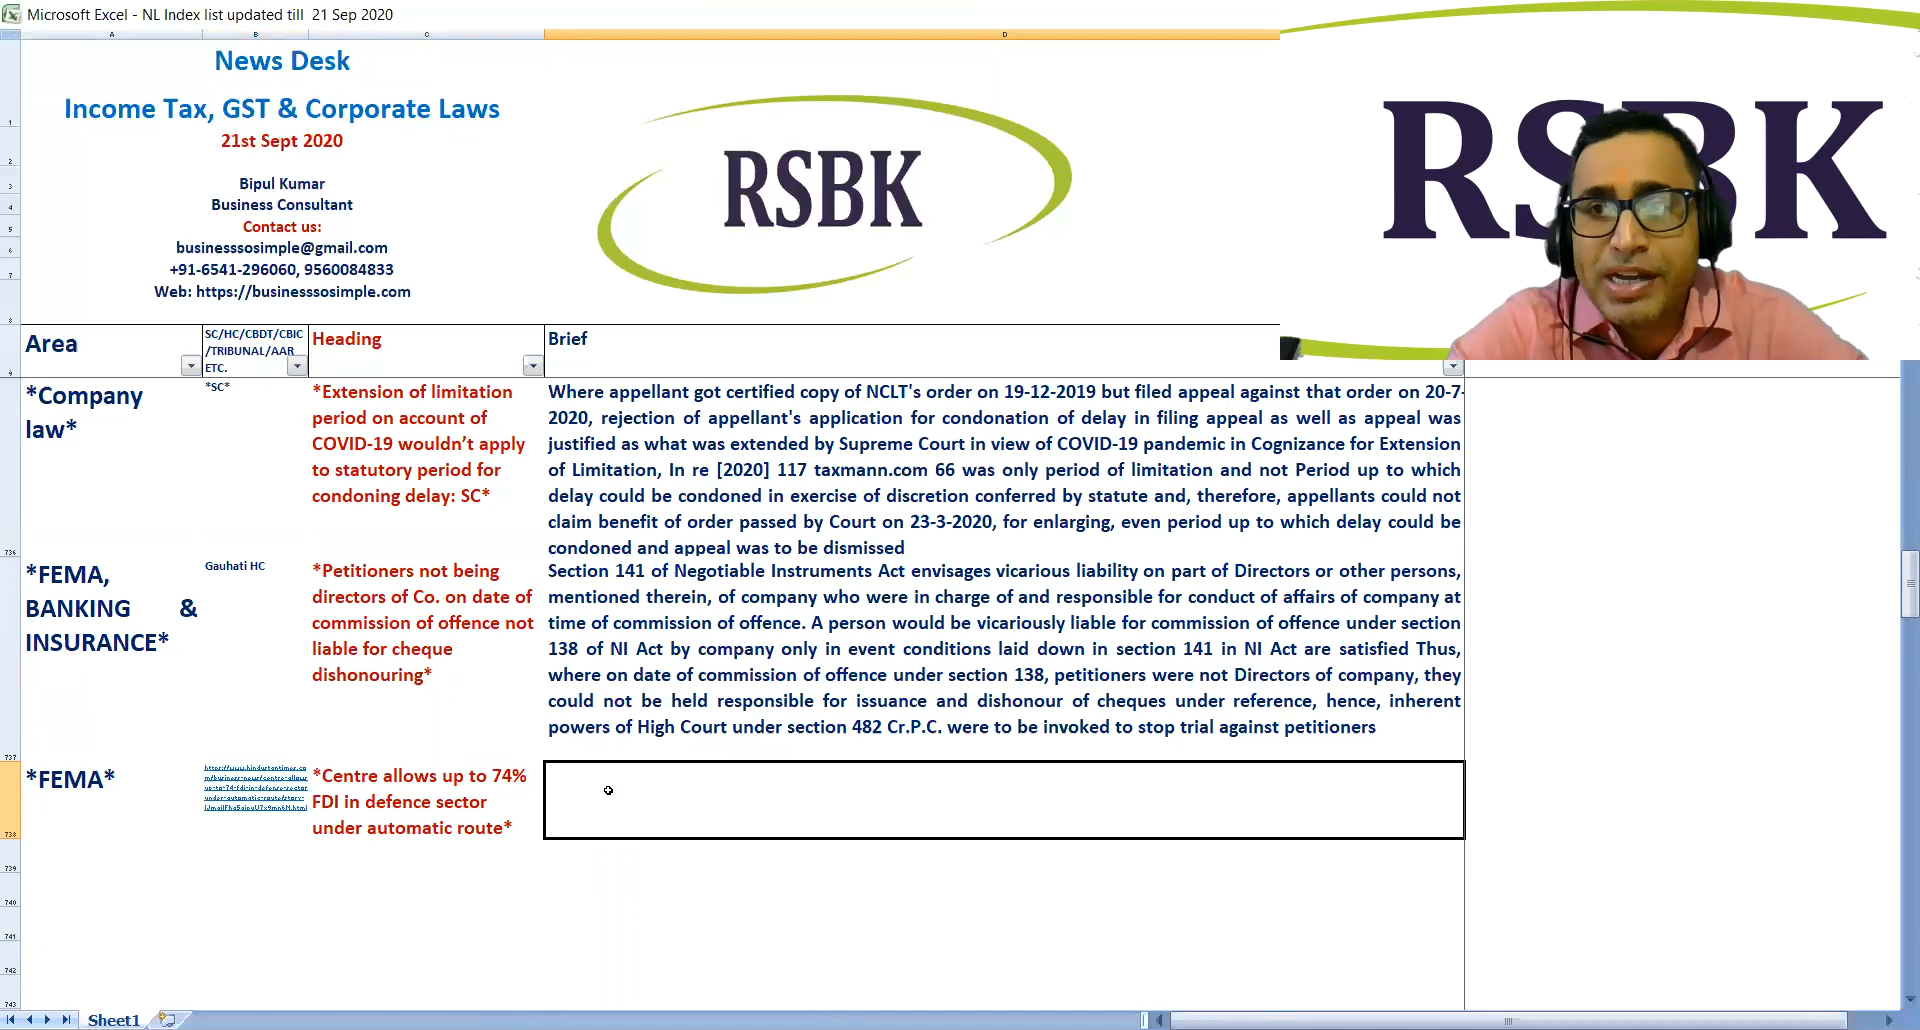 Microsoft Excel - NL Index list updated till 21 Sep 2020
A
B
C
D
News Desk
Income Tax, GST & Corporate Laws
21st Sept 2020
Bipul Kumar
Business Consultant
Contact us:
businesssosimple@gmail.com
+91-6541-296060, 9560084833
Web: https://businesssosimple.com
RSBK
RSBK
1
2
3
4
5
6
7
8
9
Area
SC/HC/CBDT/CBIC
/TRIBUNAL/AAR
ETC.
Heading
Brief
*Company
law*
*SC*
*Extension of limitation
period on account of
COVID-19 wouldn’t apply
to statutory period for
condoning delay: SC*
Where appellant got certified copy of NCLT's order on 19-12-2019 but filed appeal against that order on 20-7-
2020, rejection of appellant's application for condonation of delay in filing appeal as well as appeal was
justified as what was extended by Supreme Court in view of COVID-19 pandemic in Cognizance for Extension
of Limitation, In re [2020] 117 taxmann.com 66 was only period of limitation and not Period up to which
delay could be condoned in exercise of discretion conferred by statute and, therefore, appellants could not
claim benefit of order passed by Court on 23-3-2020, for enlarging, even period up to which delay could be
condoned and appeal was to be dismissed
736
*FEMA,
BANKING &
INSURANCE*
Gauhati HC
*Petitioners not being
directors of Co. on date of
commission of offence not
liable for cheque
dishonouring*
Section 141 of Negotiable Instruments Act envisages vicarious liability on part of Directors or other persons,
mentioned therein, of company who were in charge of and responsible for conduct of affairs of company at
time of commission of offence. A person would be vicariously liable for commission of offence under section
138 of NI Act by company only in event conditions laid down in section 141 in NI Act are satisfied Thus,
where on date of commission of offence under section 138, petitioners were not Directors of company, they
could not be held responsible for issuance and dishonour of cheques under reference, hence, inherent
powers of High Court under section 482 Cr.P.C. were to be invoked to stop trial against petitioners
737
*FEMA*
*Centre allows up to 74%
FDI in defence sector
under automatic route*
738
739
740
741
742
743
Sheet1